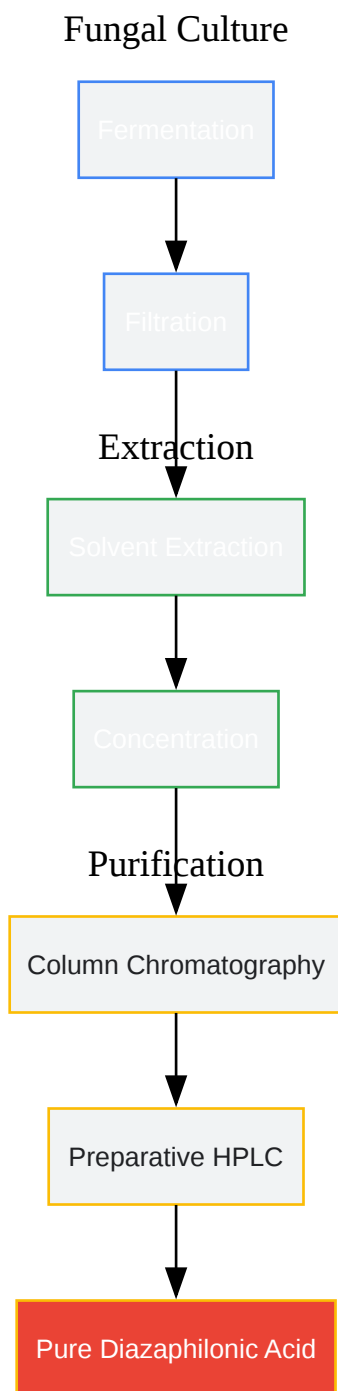 Fungal Culture
Fermentation
Filtration
Extraction
Solvent Extraction
Concentration
Purification
Column Chromatography
Preparative HPLC
Pure Diazaphilonic Acid